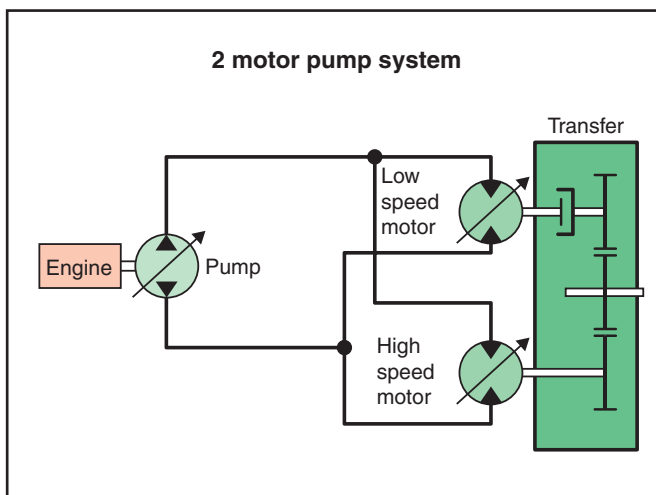 2 motor pump system
Transfer
Low
speed
motor
Engine
Pump
High
speed
motor